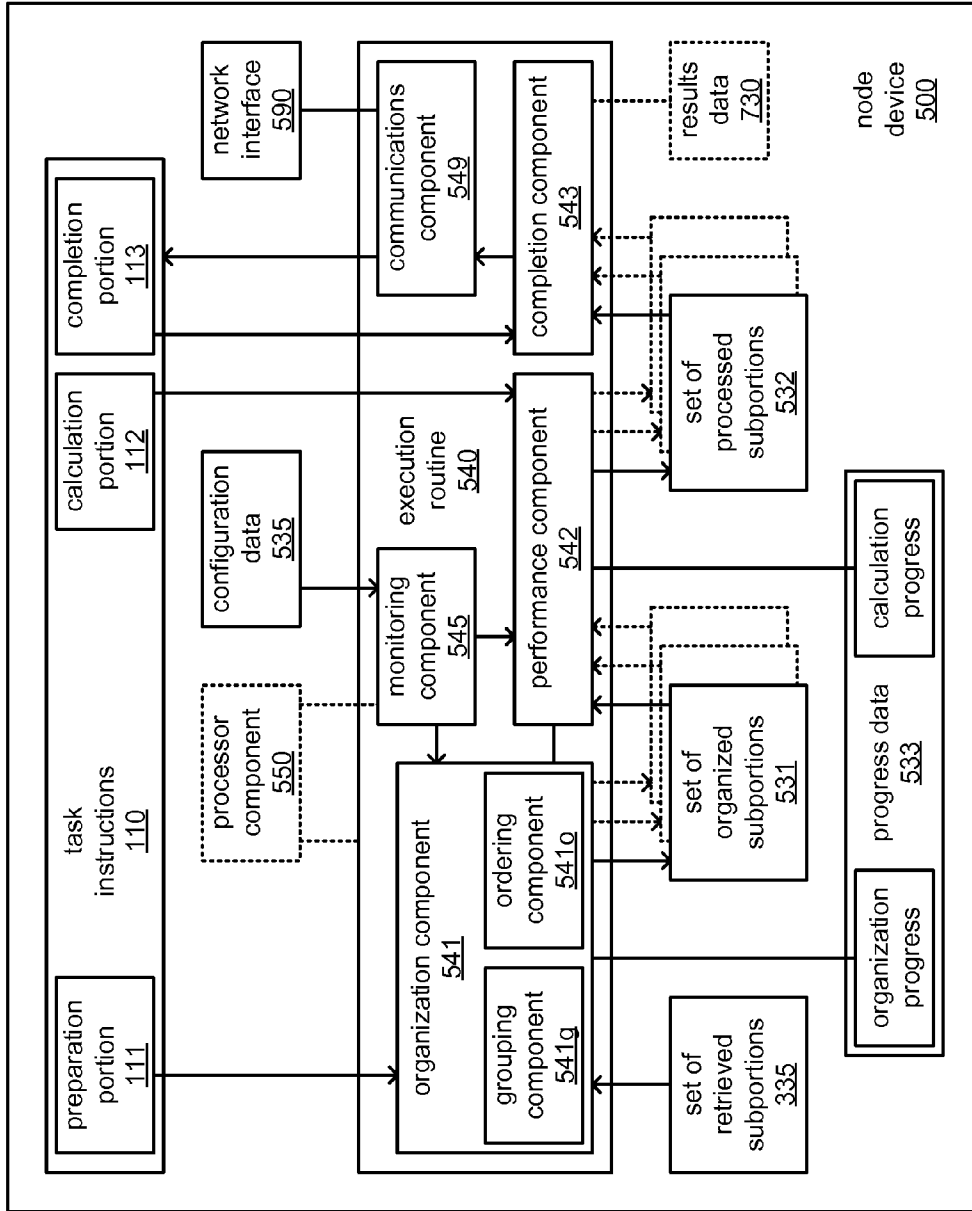 task
instructions
110
preparation
portion
111
calculation
portion
112
completion
portion
113
processor
component
550
configuration
data
535
network
interface
590
organization component
541
grouping
component
541g
ordering
component
541o
monitoring
component
545
execution
routine
540
performance component
542
communications
component
549
completion component
543
set of
retrieved
subportions
335
set of
organized
subportions
531
set of
processed
subportions
532
results
data
730
organization
progress
progress data
533
calculation
progress
node
device
500